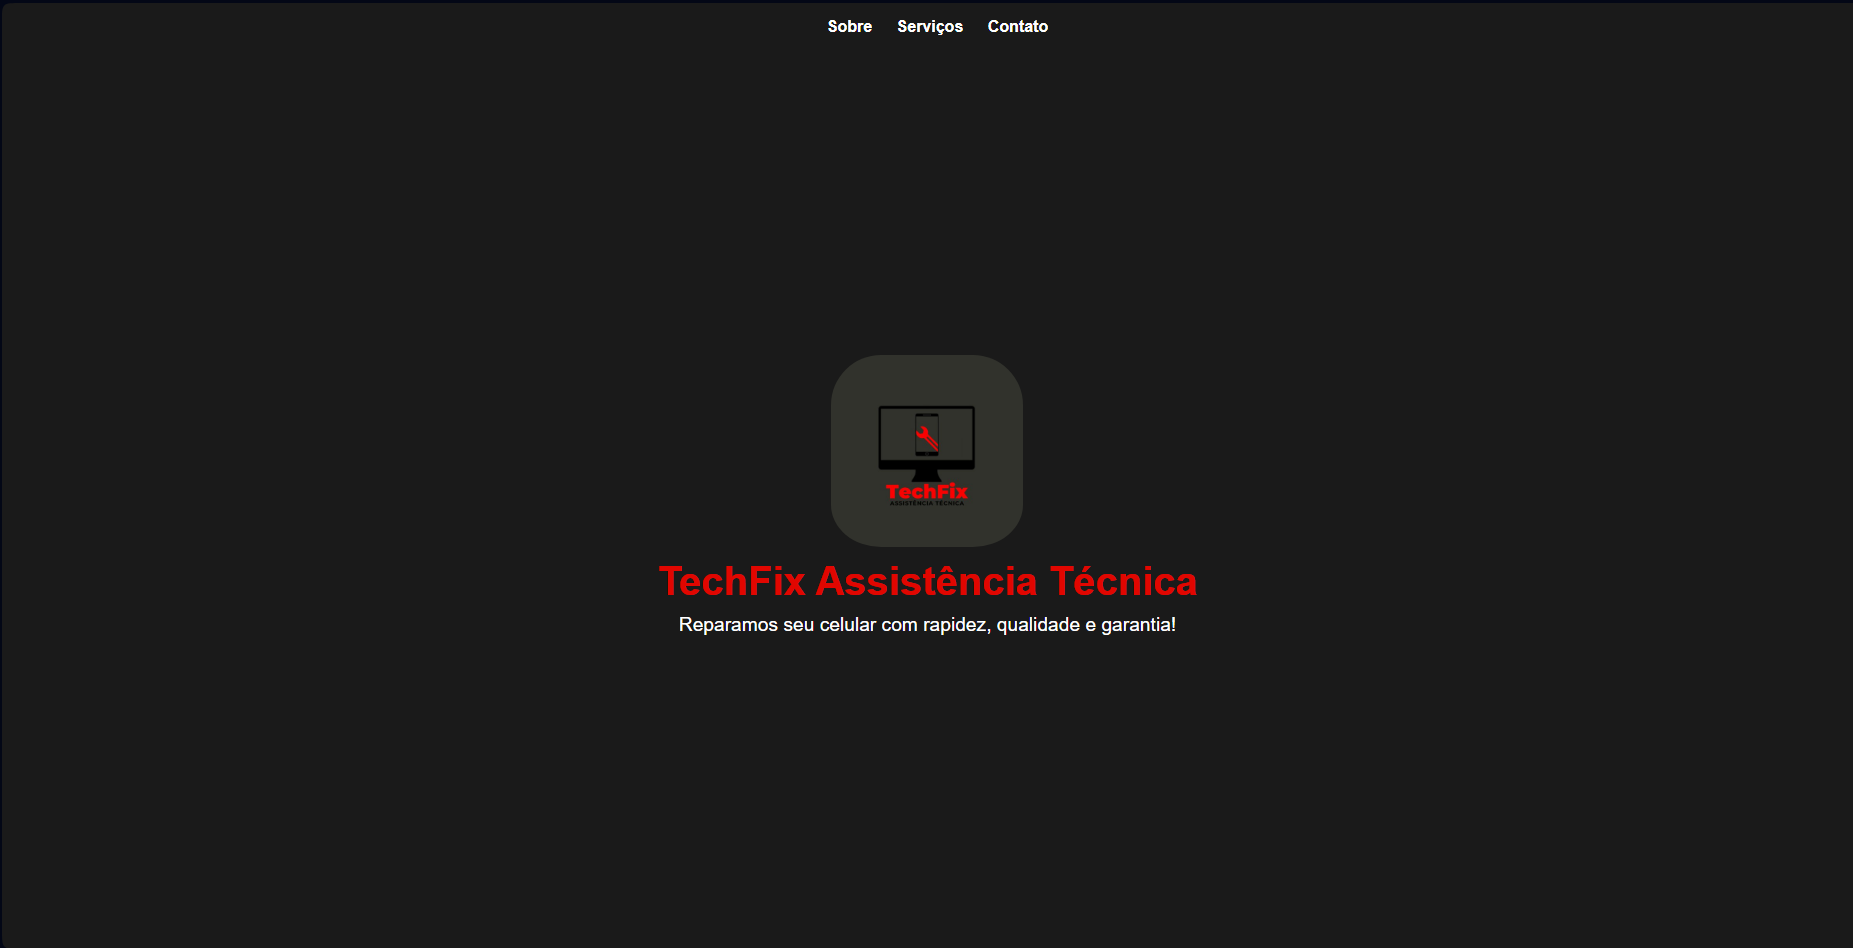 Sobre Serviços Contato
TechFix
ASSISTÊNCIA TÉCNICA
TechFix Assistência Técnica
Reparamos seu celular com rapidez, qualidade e garantia!